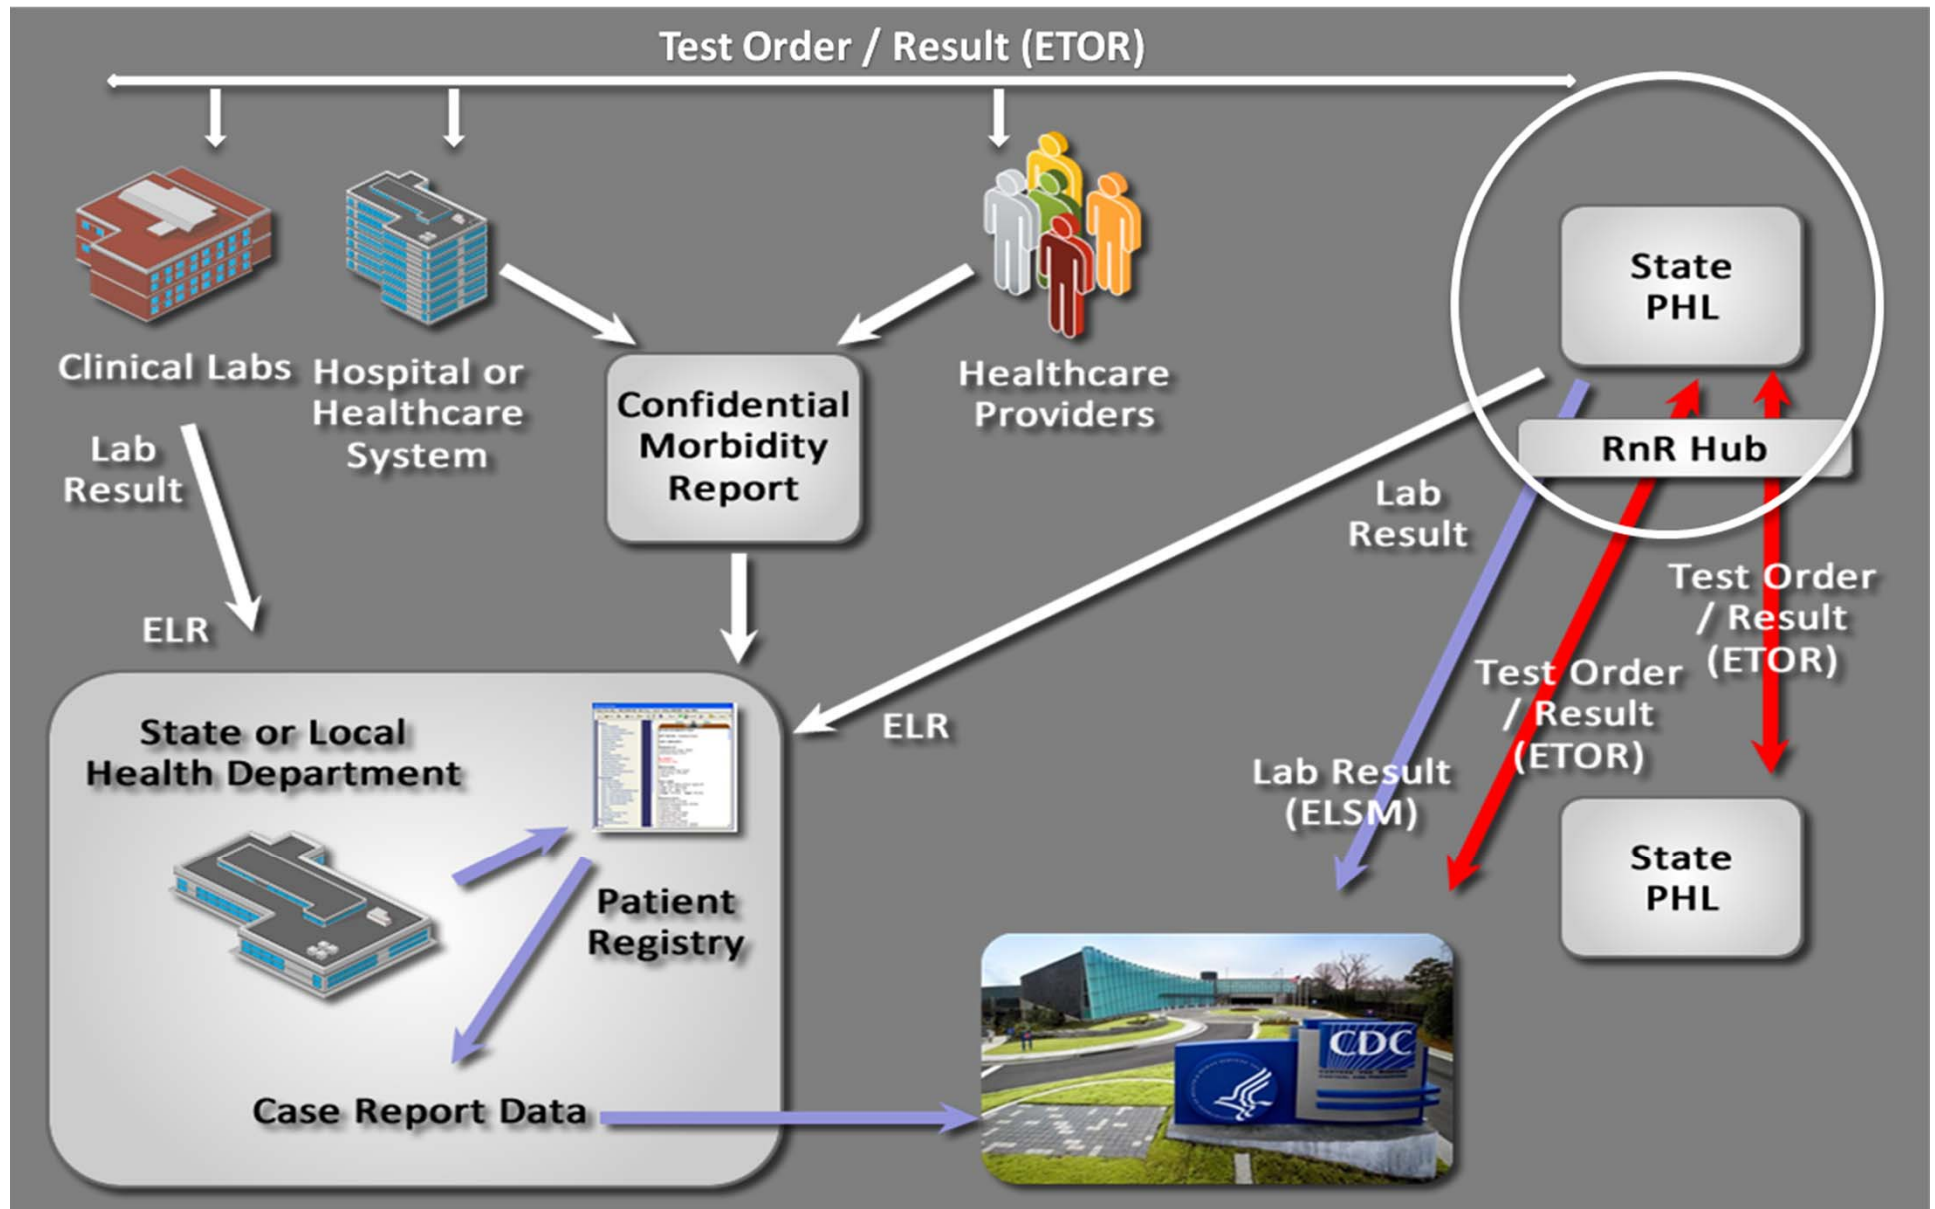 Test Order / Result (ETOR)
Clinical Labs
Hospital or
Healthcare
System
Healthcare
Providers
State
PHL
Confidential
Morbidity
Report
RnR Hub
Lab
Result
Lab
Result
ELR
Test Order
/ Result
(ETOR)
Test Order
/ Result
(ETOR)
ELR
Lab Result
(ELSM)
State or Local
Health Department
Patient
Registry
State
PHL
Case Report Data
CDC